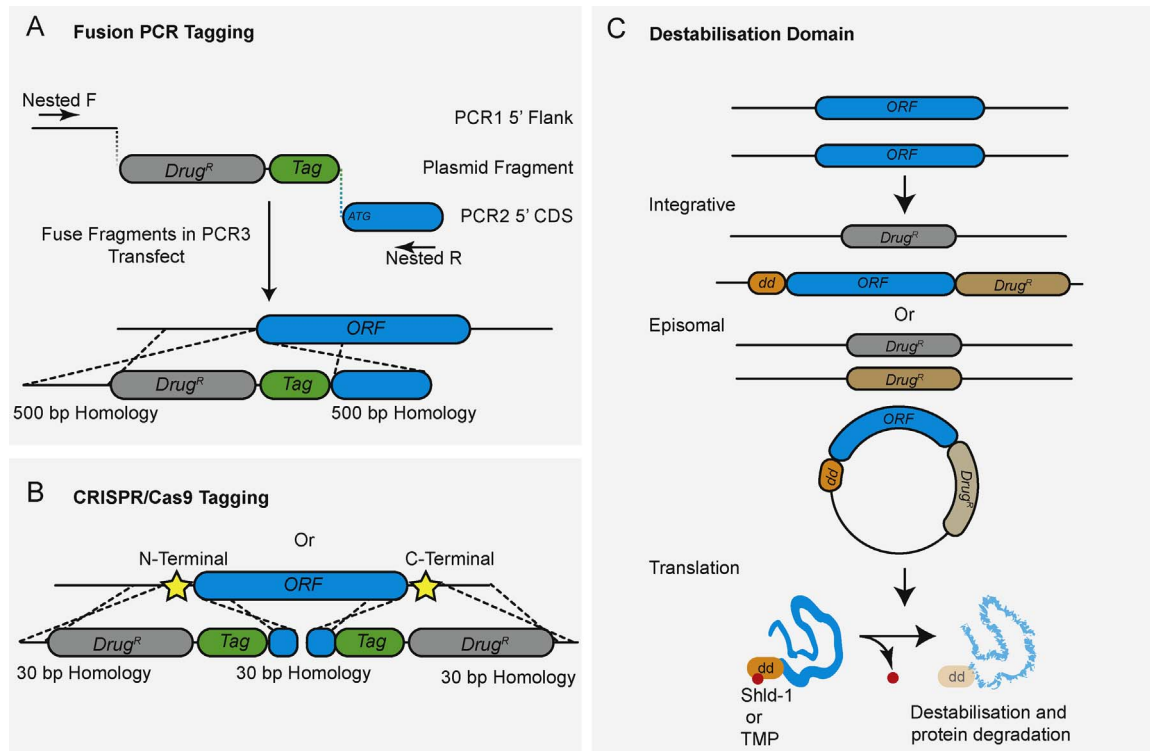 A Fusion PCR Tagging
Nested F
PCR1 5’ Flank
Drugᴿ Tag
Plasmid Fragment
ATG
PCR2 5’ CDS
Fuse Fragments in PCR3
Transfect
Nested R
ORF
Drugᴿ Tag
500 bp Homology 500 bp Homology
B CRISPR/Cas9 Tagging
Or
N-Terminal C-Terminal
ORF
Drugᴿ Tag Tag Drugᴿ
30 bp Homology 30 bp Homology 30 bp Homology
C Destabilisation Domain
ORF
ORF
Integrative
Drugᴿ
dd ORF Drugᴿ
Or
Episomal
Drugᴿ
Drugᴿ
ORF
dd
Drugᴿ
Translation
dd
dd
Shld-1
or
TMP
Destabilisation and
protein degradation